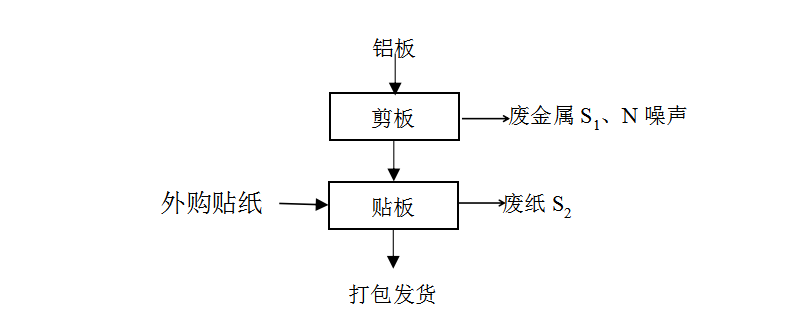 铝板
剪板
废金属 S1、N 噪声
外购贴纸
贴板
废纸 S2
打包发货